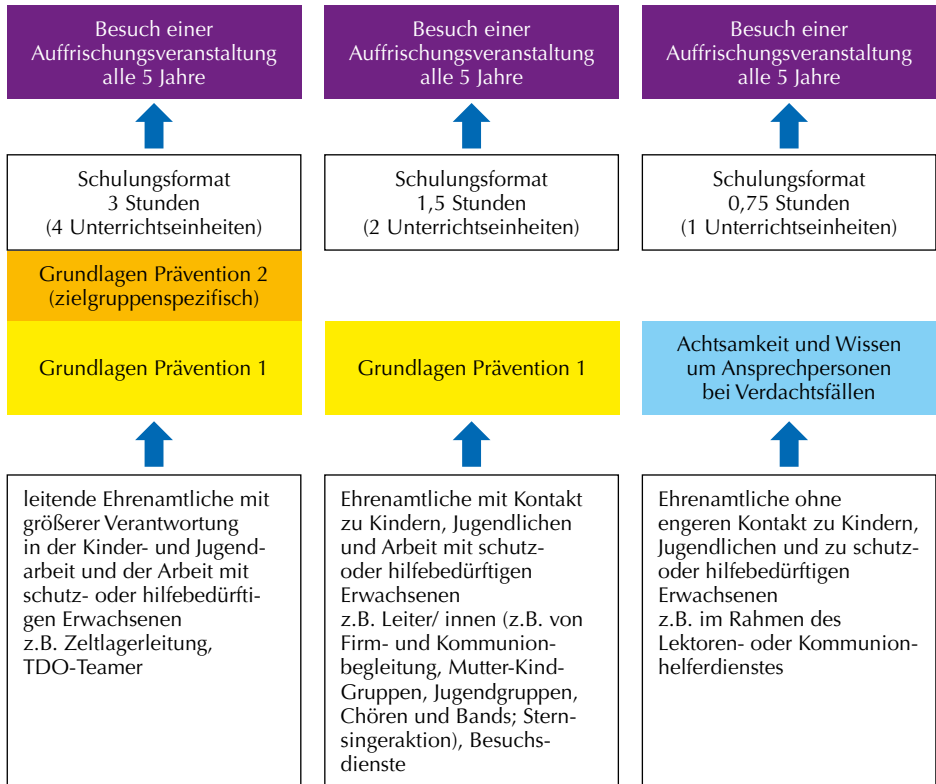 Besuch einer
Auffrischungsveranstaltung
alle 5 Jahre
Schulungsformat
3 Stunden
(4 Unterrichtseinheiten)
Grundlagen Prävention 2
(zielgruppenspezifisch)
Grundlagen Prävention 1
leitende Ehrenamtliche mit
größerer Verantwortung
in der Kinder- und Jugend-
arbeit und der Arbeit mit
schutz- oder hilfebedürfti-
gen Erwachsenen
z.B. Zeltlagerleitung,
TDO-Teamer
Besuch einer
Auffrischungsveranstaltung
alle 5 Jahre
Schulungsformat
1,5 Stunden
(2 Unterrichtseinheiten)
Grundlagen Prävention 1
Ehrenamtliche mit Kontakt
zu Kindern, Jugendlichen
und Arbeit mit schutz-
oder hilfebedürftigen
Erwachsenen
z.B. Leiter/ innen (z.B. von
Firm- und Kommunion-
begleitung, Mutter-Kind-
Gruppen, Jugendgruppen,
Chören und Bands; Stern-
singeraktion), Besuchs-
dienste
Besuch einer
Auffrischungsveranstaltung
alle 5 Jahre
Schulungsformat
0,75 Stunden
(1 Unterrichtseinheiten)
Achtsamkeit und Wissen
um Ansprechpersonen
bei Verdachtsfällen
Ehrenamtliche ohne
engeren Kontakt zu Kindern,
Jugendlichen und zu schutz-
oder hilfebedürftigen
Erwachsenen
z.B. im Rahmen des
Lektoren- oder Kommunion-
helferdienstes